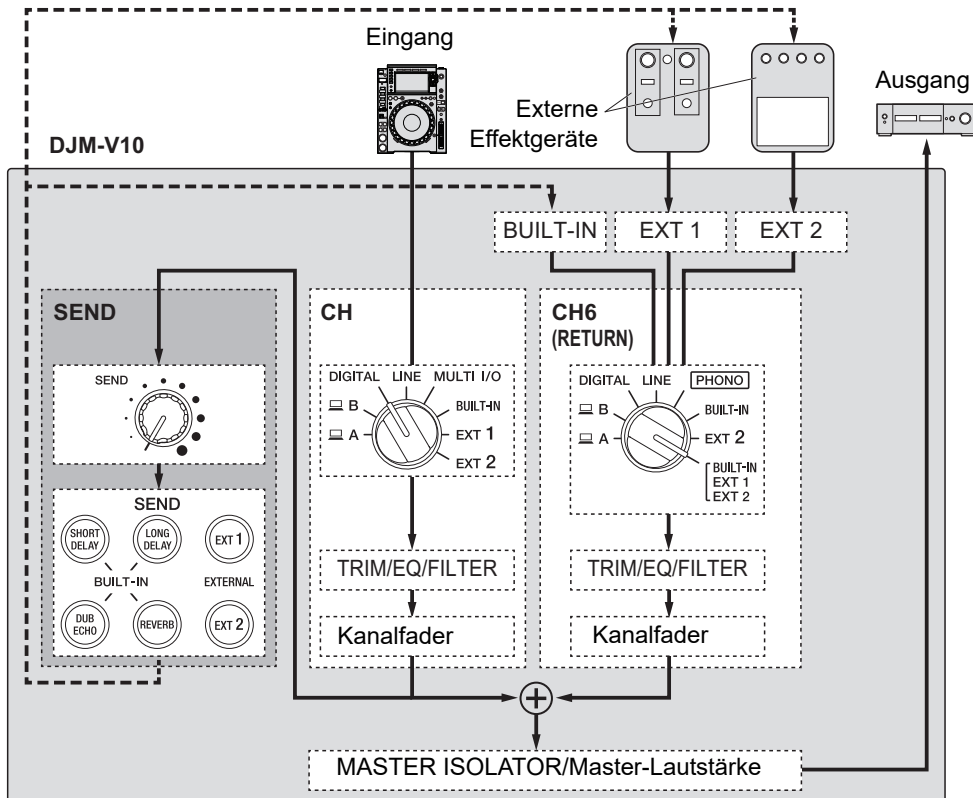 Eingang
Externe
Effektgeräte
Ausgang
DJM-V10
BUILT-IN
EXT 1
EXT 2
SEND
SEND
SEND
SHORT DELAY
LONG DELAY
EXT 1
BUILT-IN
EXTERNAL
DUB ECHO
REVERB
EXT 2
CH
DIGITAL LINE MULTI I/O
B
BUILT-IN
A
EXT 1
EXT 2
TRIM/EQ/FILTER
Kanalfader
CH6
(RETURN)
DIGITAL LINE PHONO
B
BUILT-IN
A
EXT 2
BUILT-IN
EXT 1
EXT 2
TRIM/EQ/FILTER
Kanalfader
MASTER ISOLATOR/Master-Lautstärke